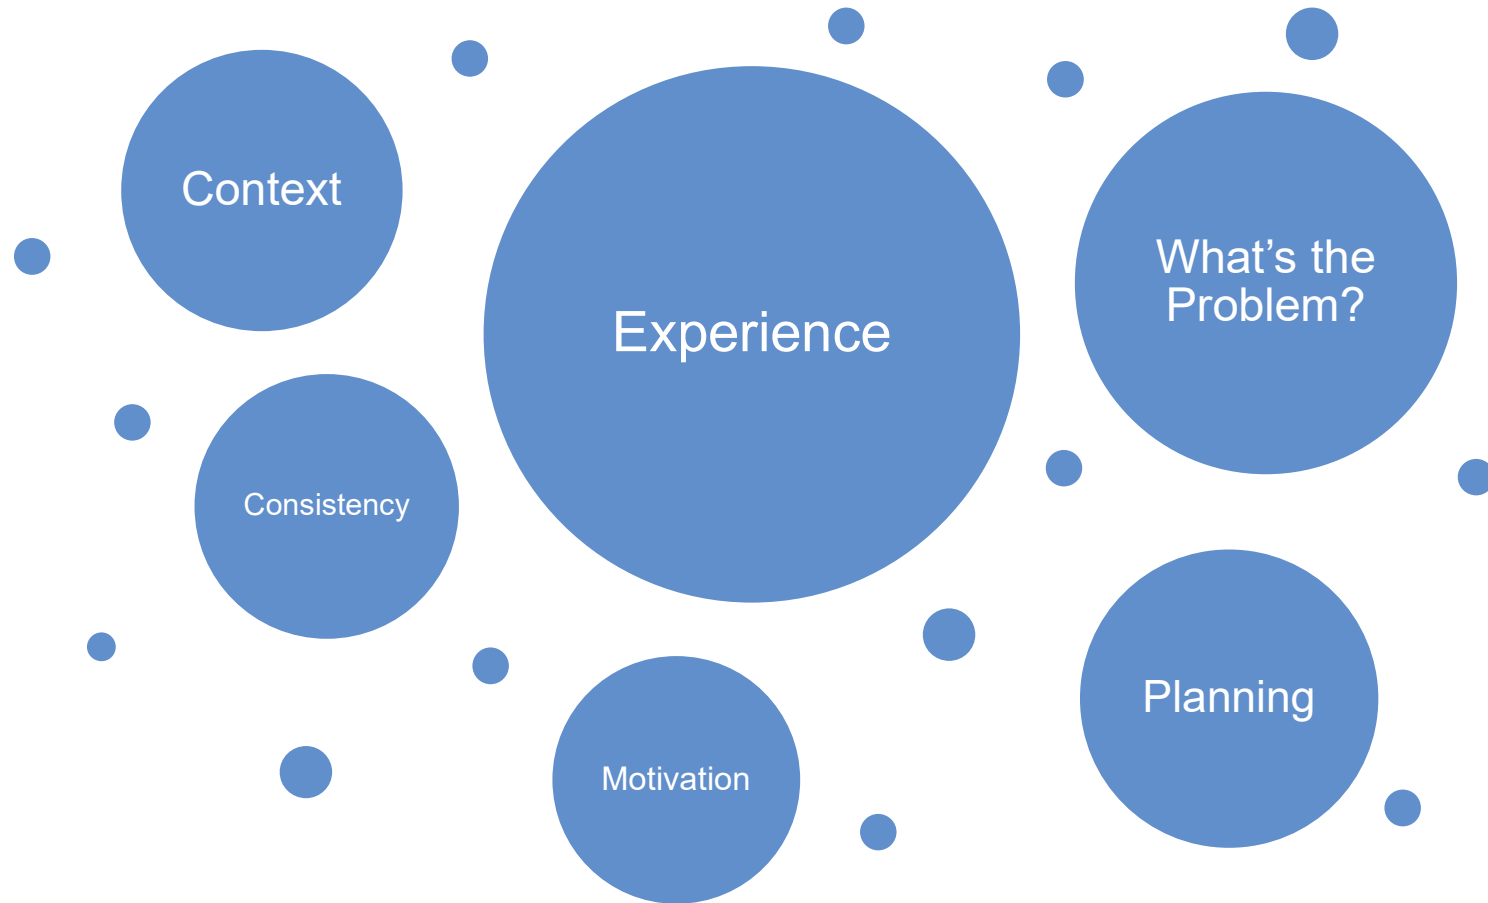 Context
Experience
What’s the
Problem?
Consistency
Planning
Motivation